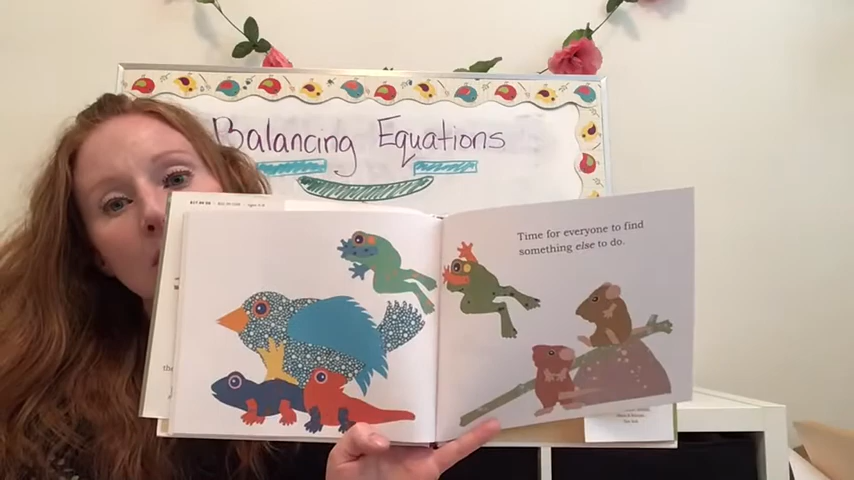 Balancing Equations
Time for everyone to find
something else to do.